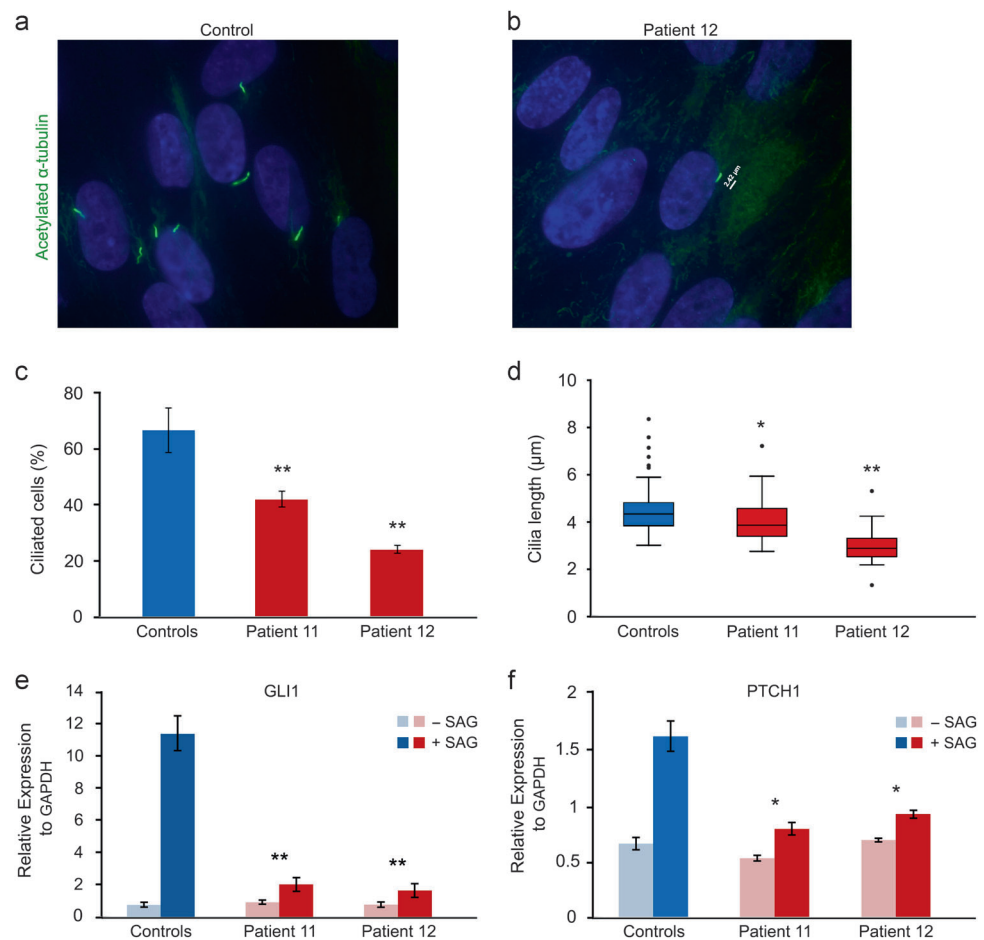 a
Control
b
Patient 12
Acetylated α-tubulin
2.42 µm
c
Ciliated cells (%)
80
60
40
20
0
**
**
Controls
Patient 11
Patient 12
d
Cilia length (µm)
10
8
6
4
2
0
*
**
Controls
Patient 11
Patient 12
e
GLI1
Relative Expression
to GAPDH
14
12
10
8
6
4
2
0
– SAG
+ SAG
**
**
Controls
Patient 11
Patient 12
f
PTCH1
Relative Expression
to GAPDH
2
1.5
1
0.5
0
– SAG
+ SAG
*
*
Controls
Patient 11
Patient 12